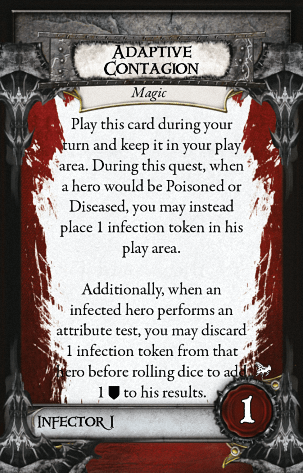 ADAPTIVE
CONTAGION
Magic
Play this card during your
turn and keep it in your play
area. During this quest, when
a hero would be Poisoned or
Diseased, you may instead
place 1 infection token in his
play area.
Additionally, when an
infected hero performs an
attribute test, you may discard
1 infection token from that
hero before rolling dice to add
1 to his results.
INFECTOR I
1